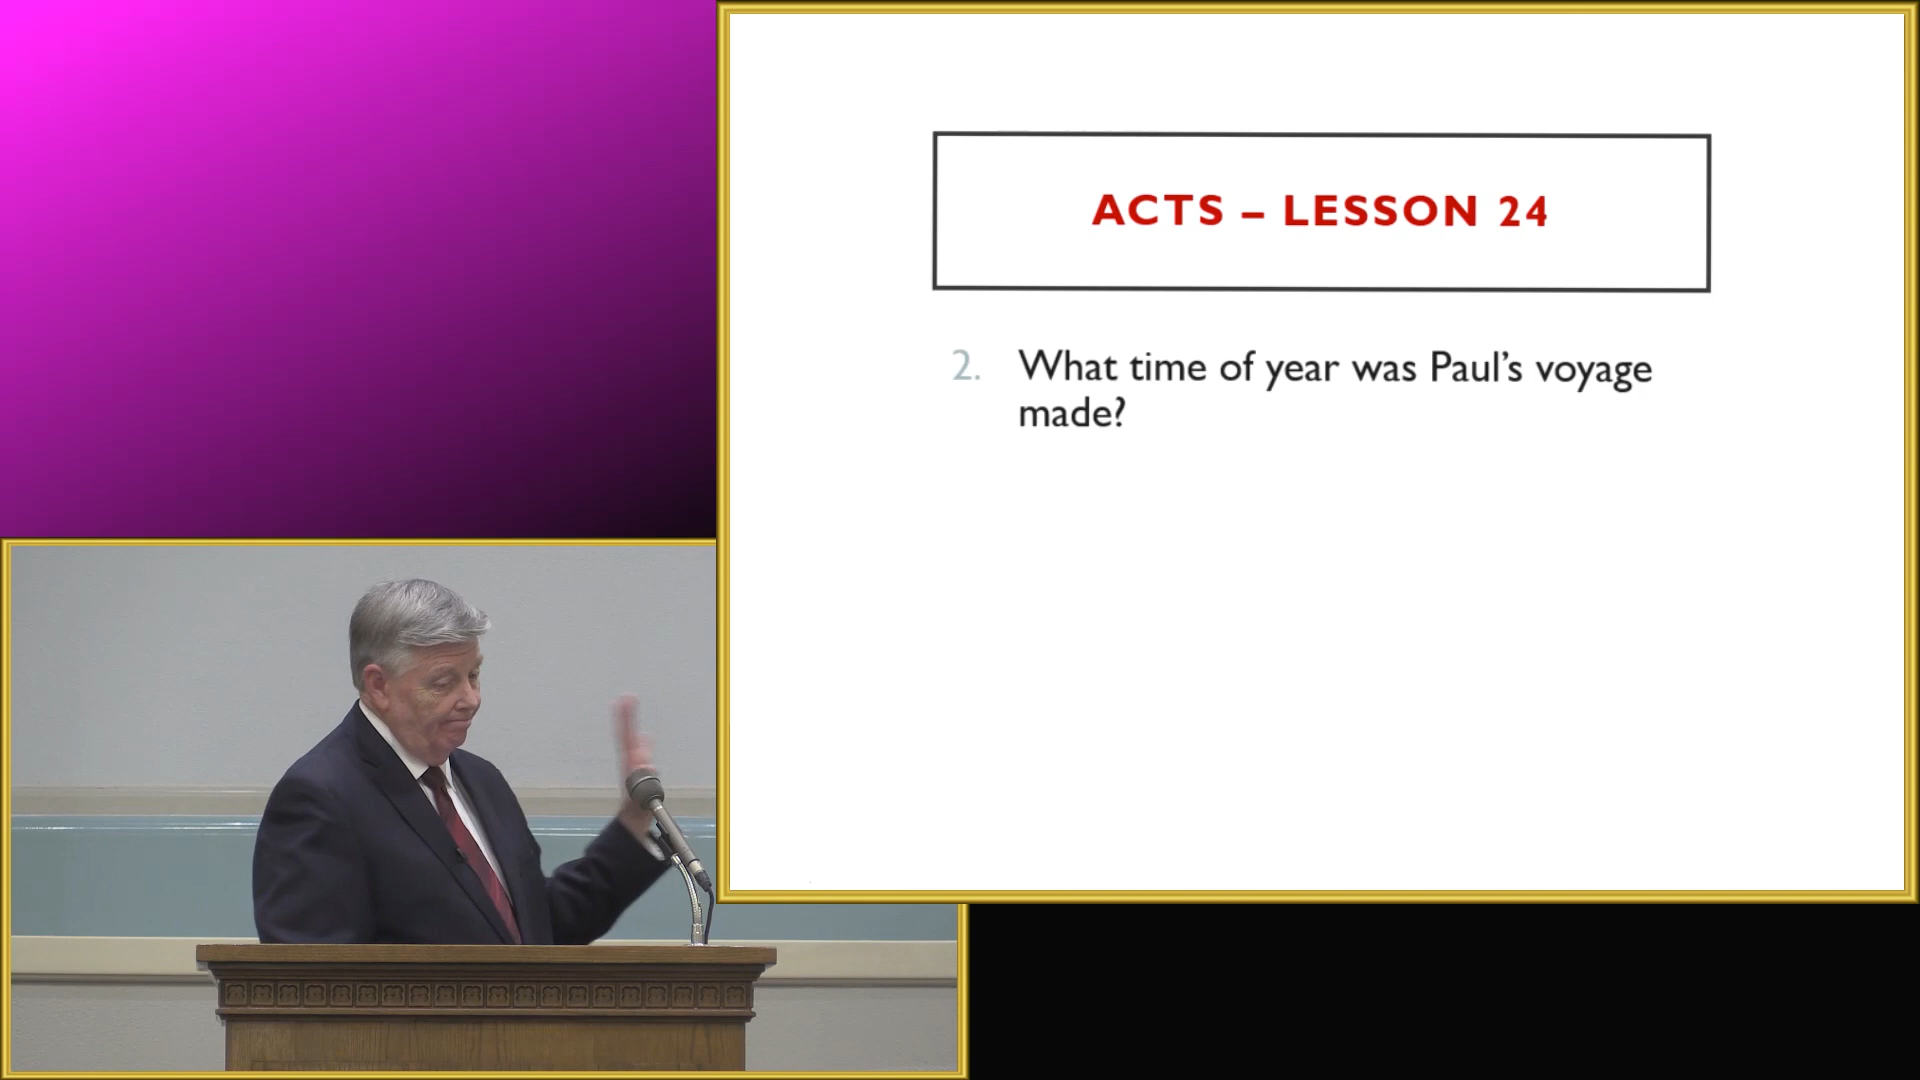 ACTS – LESSON 24
2. What time of year was Paul’s voyage
made?